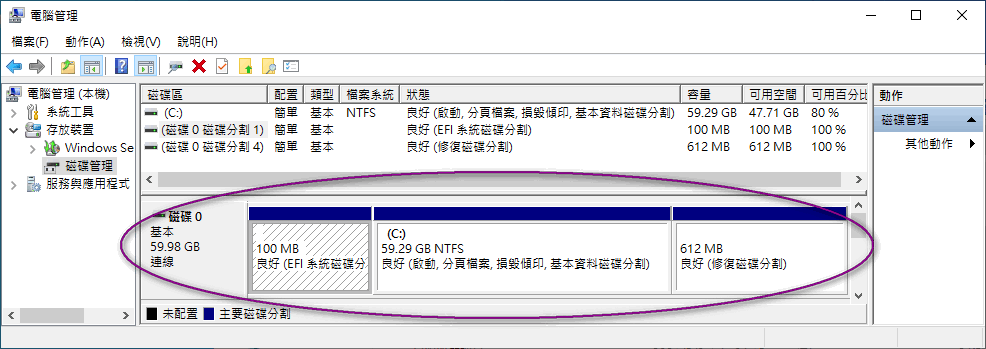 電腦管理
檔案(F) 動作(A) 檢視(V) 說明(H)
電腦管理 (本機)
系統工具
存放裝置
Windows Se
磁碟管理
服務與應用程式
磁碟區 配置 類型 檔案系統 狀態 容量 可用空間 可用百分比
(C:) 簡單 基本 NTFS 良好 (啟動, 分頁檔案, 損毀傾印, 基本資料磁碟分割) 59.29 GB 47.71 GB 80 %
(磁碟 0 磁碟分割 1) 簡單 基本 良好 (EFI 系統磁碟分割) 100 MB 100 MB 100 %
(磁碟 0 磁碟分割 4) 簡單 基本 良好 (修復磁碟分割) 612 MB 612 MB 100 %
磁碟 0
基本
59.98 GB
連線
100 MB
良好 (EFI 系統磁碟分
(C:)
59.29 GB NTFS
良好 (啟動, 分頁檔案, 損毀傾印, 基本資料磁碟分割)
612 MB
良好 (修復磁碟分割)
未配置 主要磁碟分割
動作
磁碟管理
其他動作